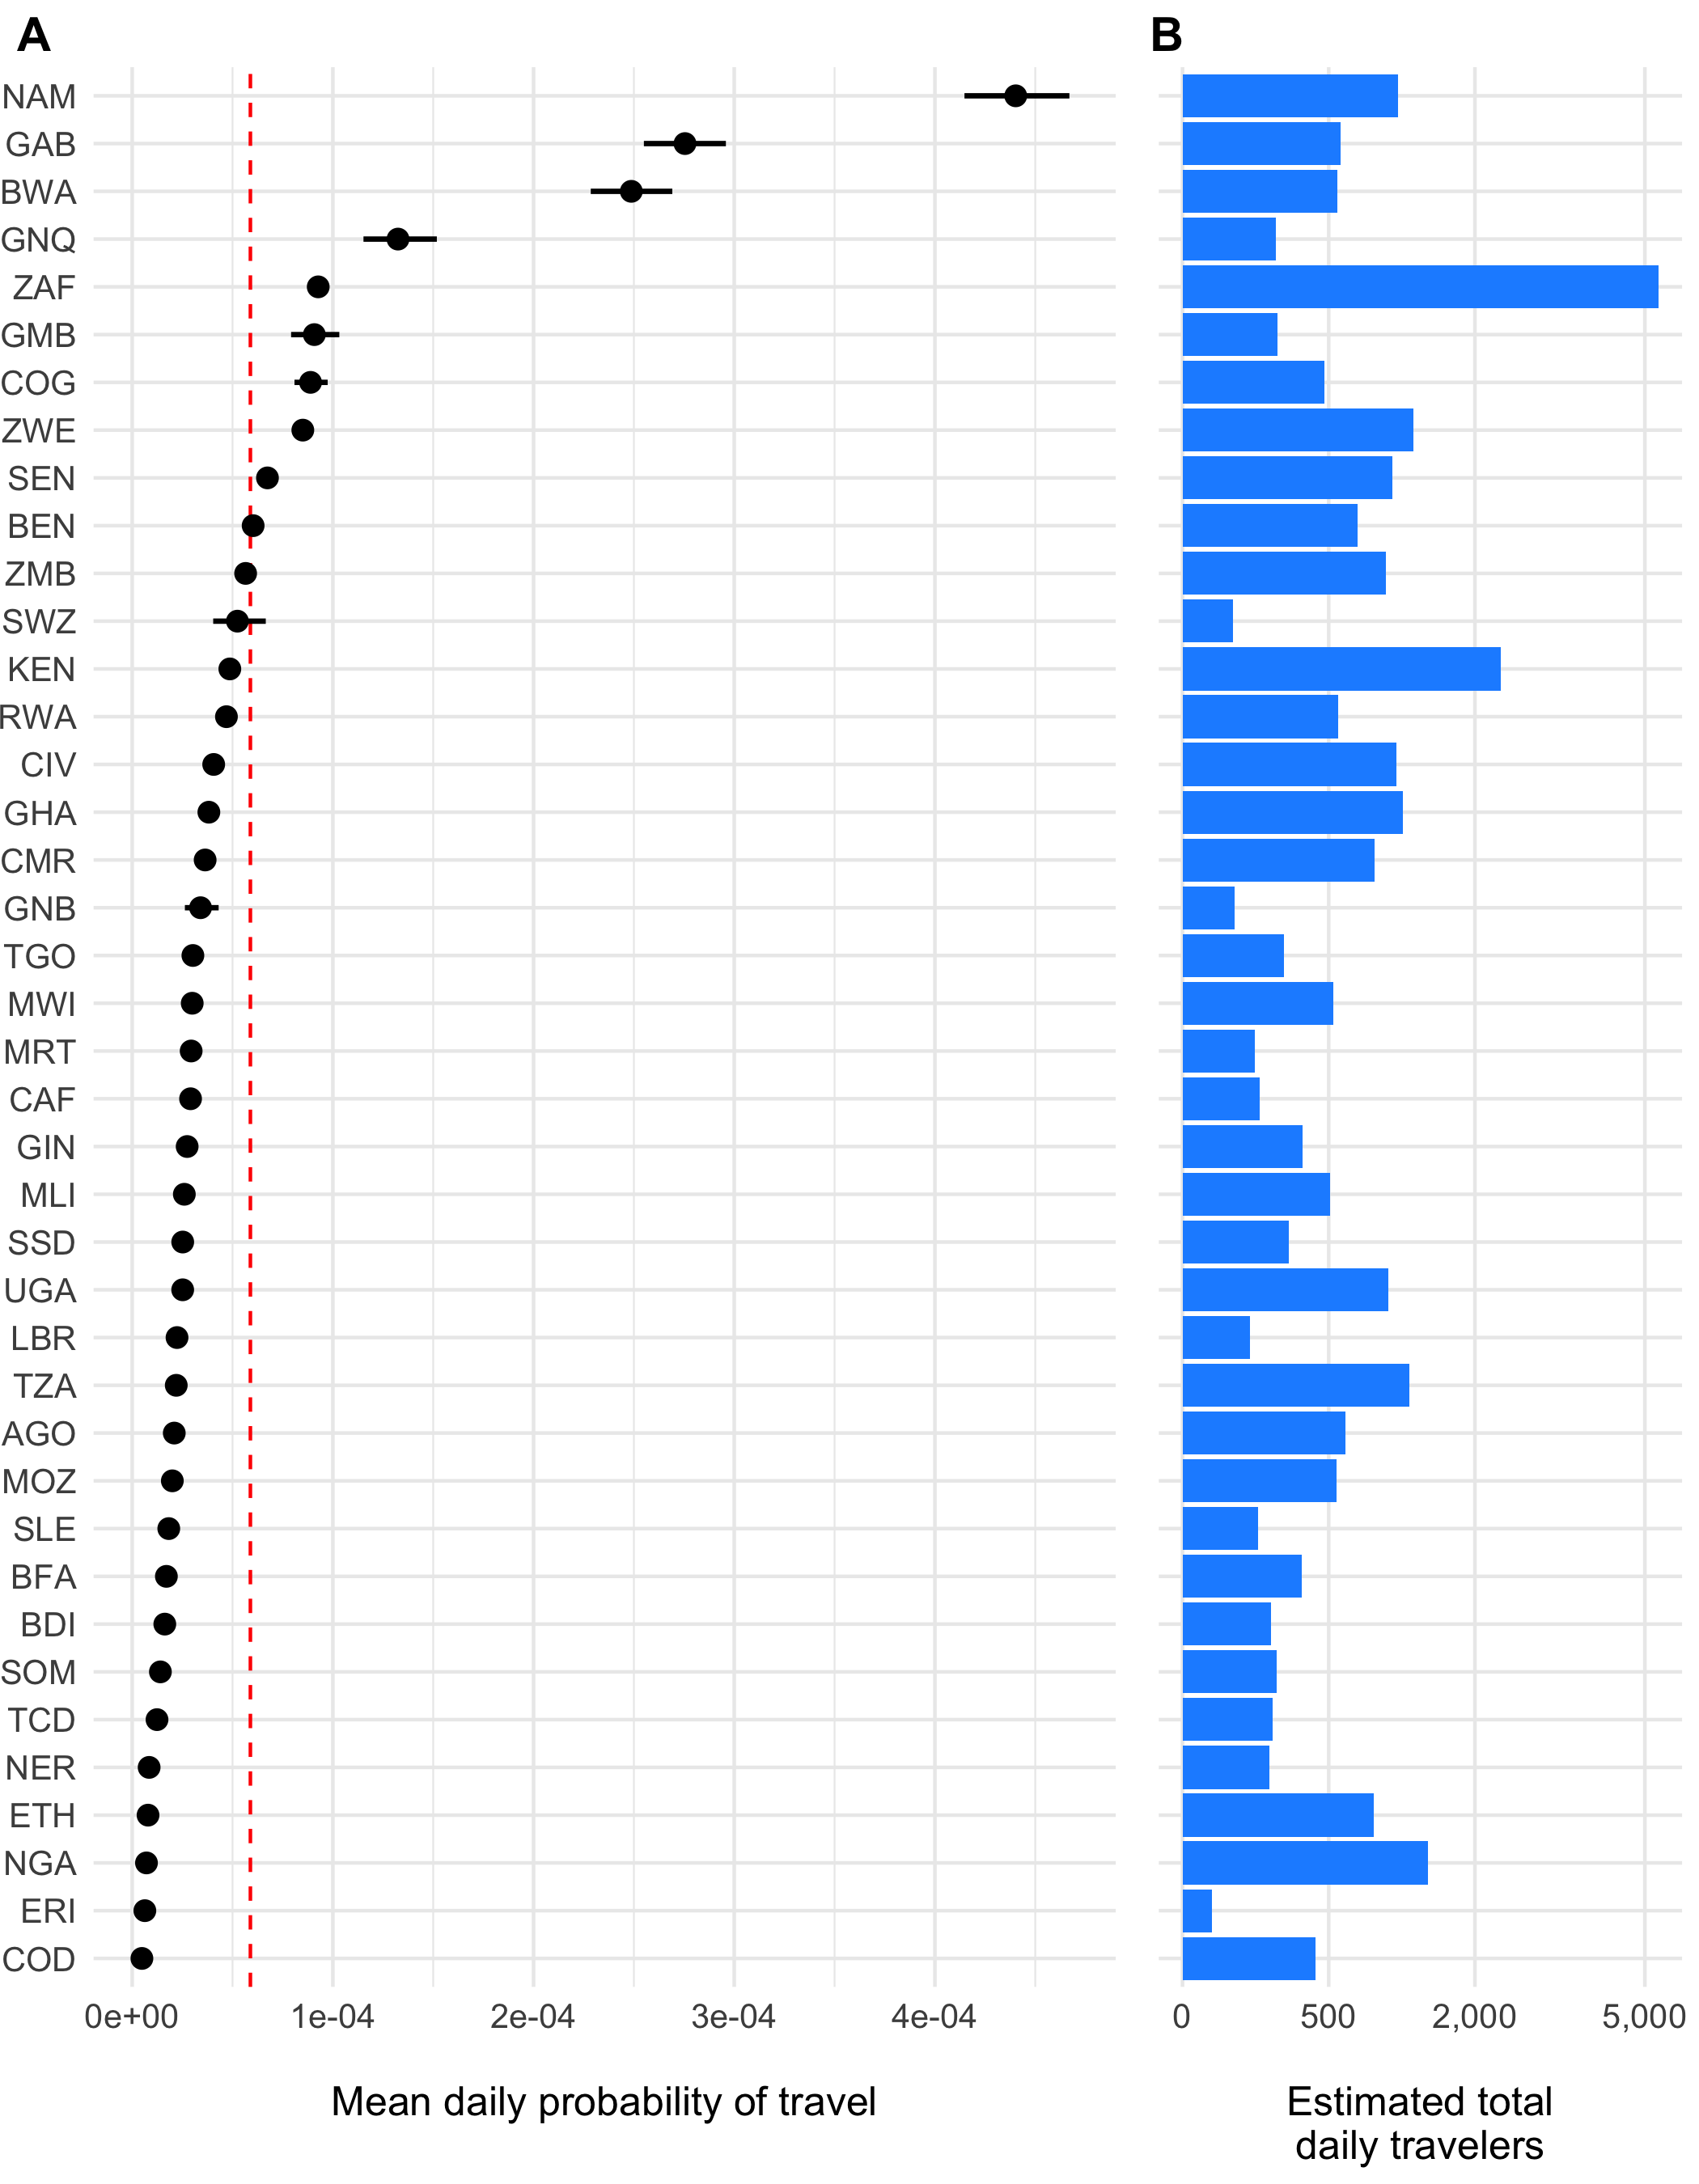 A
B
NAM
GAB
BWA
GNQ
ZAF
GMB
COG
ZWE
SEN
BEN
ZMB
SWZ
KEN
RWA
CIV
GHA
CMR
GNB
TGO
MWI
MRT
CAF
GIN
MLI
SSD
UGA
LBR
TZA
AGO
MOZ
SLE
BFA
BDI
SOM
TCD
NER
ETH
NGA
ERI
COD
0e+00 1e-04 2e-04 3e-04 4e-04
0 500 2,000 5,000
Mean daily probability of travel
Estimated total
daily travelers